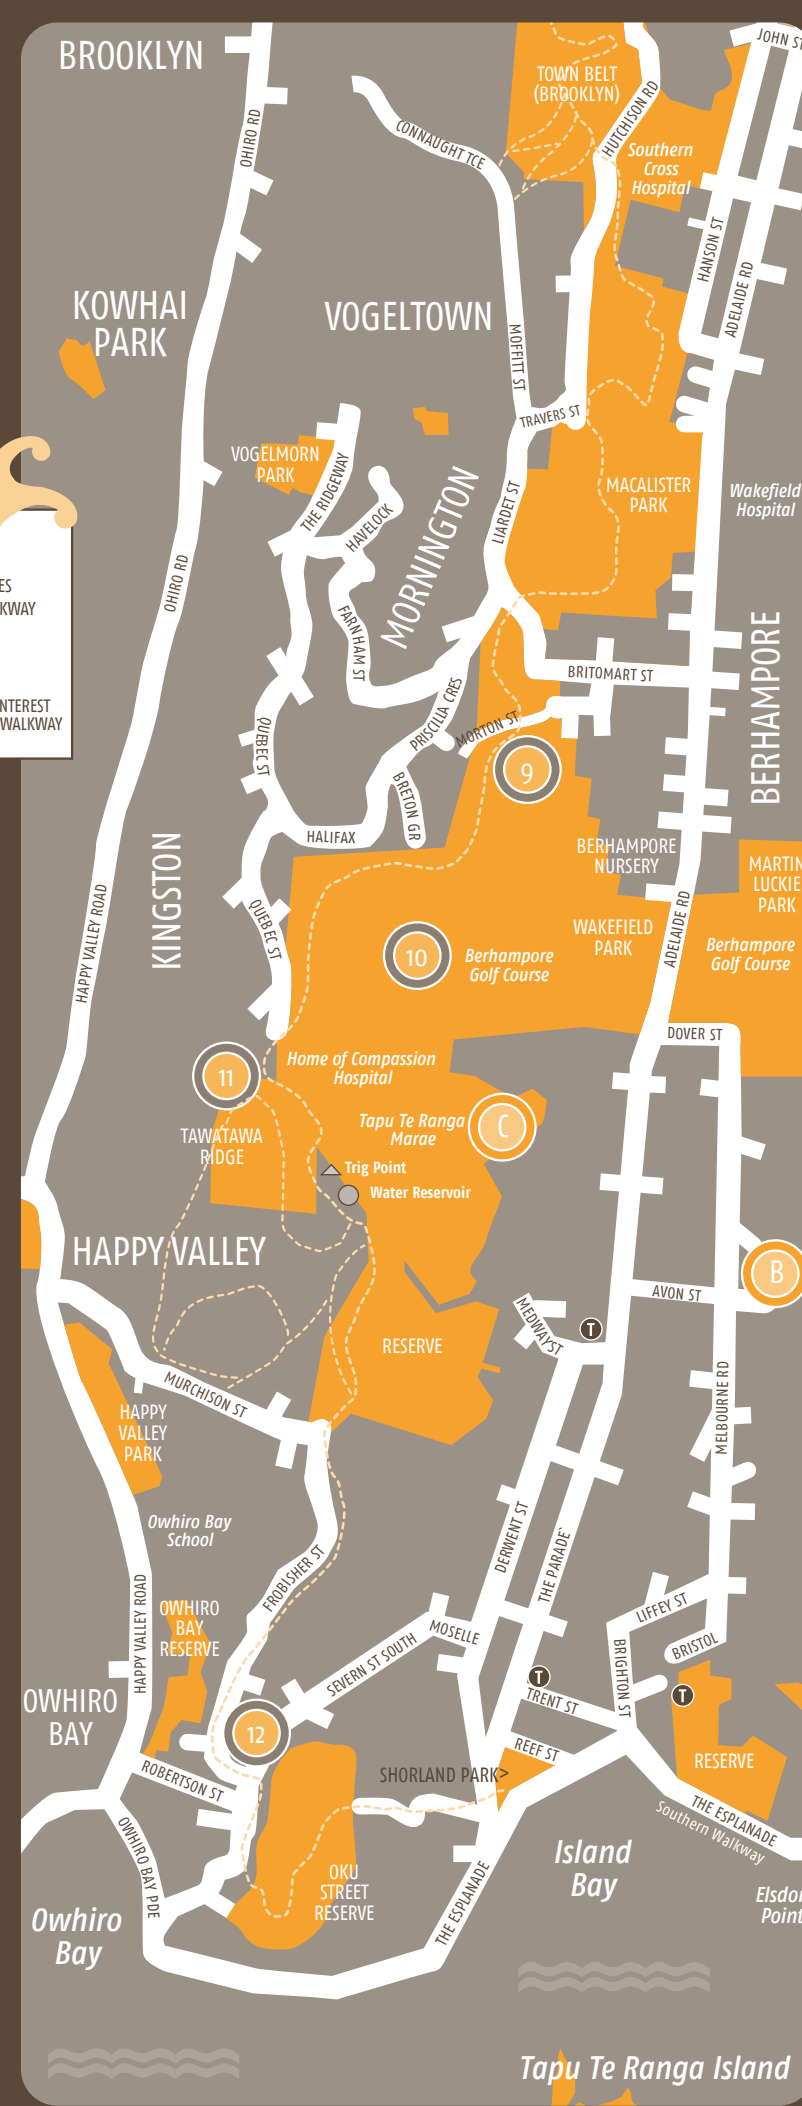 BROOKLYN
OHIRO RD
CONNAUGHT TCE
TOWN BELT
(BROOKLYN)
HUTCHISON RD
JOHN ST
Southern
Cross
Hospital
HANSON ST
ADELAIDE RD
KOWHAI
PARK
VOGELTOWN
MOFFITT ST
TRAVERS ST
VOGELMORN
PARK
THE RIDGEWAY
HAVELOCK
MORNINGTON
LIARDET ST
MACALISTER
PARK
Wakefield
Hospital
ES
KWAY
NTEREST
WALKWAY
OHIRO RD
FARNHAM ST
BRITOMART ST
BERHAMPORE
PRISCILLA CRES
MORTON ST
QUEBEC ST
9
BRETON GR
HALIFAX
KINGSTON
BERHAMPORE
NURSERY
MARTIN
LUCKIE
PARK
HAPPY VALLEY ROAD
QUEBEC ST
WAKEFIELD
PARK
ADELAIDE RD
Berhampore
Golf Course
10
Berhampore
Golf Course
DOVER ST
Home of Compassion
Hospital
11
Tapu Te Ranga
Marae
C
TAWATAWA
RIDGE
Trig Point
Water Reservoir
HAPPY VALLEY
B
AVON ST
MEDWAY ST
T
RESERVE
MURCHISON ST
MELBOURNE RD
HAPPY
VALLEY
PARK
Owhiro Bay
School
DERWENT ST
THE PARADE
FROBISHER ST
HAPPY VALLEY ROAD
OWHIRO
BAY
RESERVE
LIFFEY ST
MOSELLE
BRISTOL
BRIGHTON ST
SEVERN ST SOUTH
T
T
OWHIRO
BAY
TRENT ST
12
REEF ST
RESERVE
ROBERTSON ST
SHORLAND PARK>
THE ESPLANADE
Southern Walkway
OWHIRO BAY PDE
Island
Bay
OKU
STREET
RESERVE
THE ESPLANADE
Elsdon
Point
Owhiro
Bay
Tapu Te Ranga Island